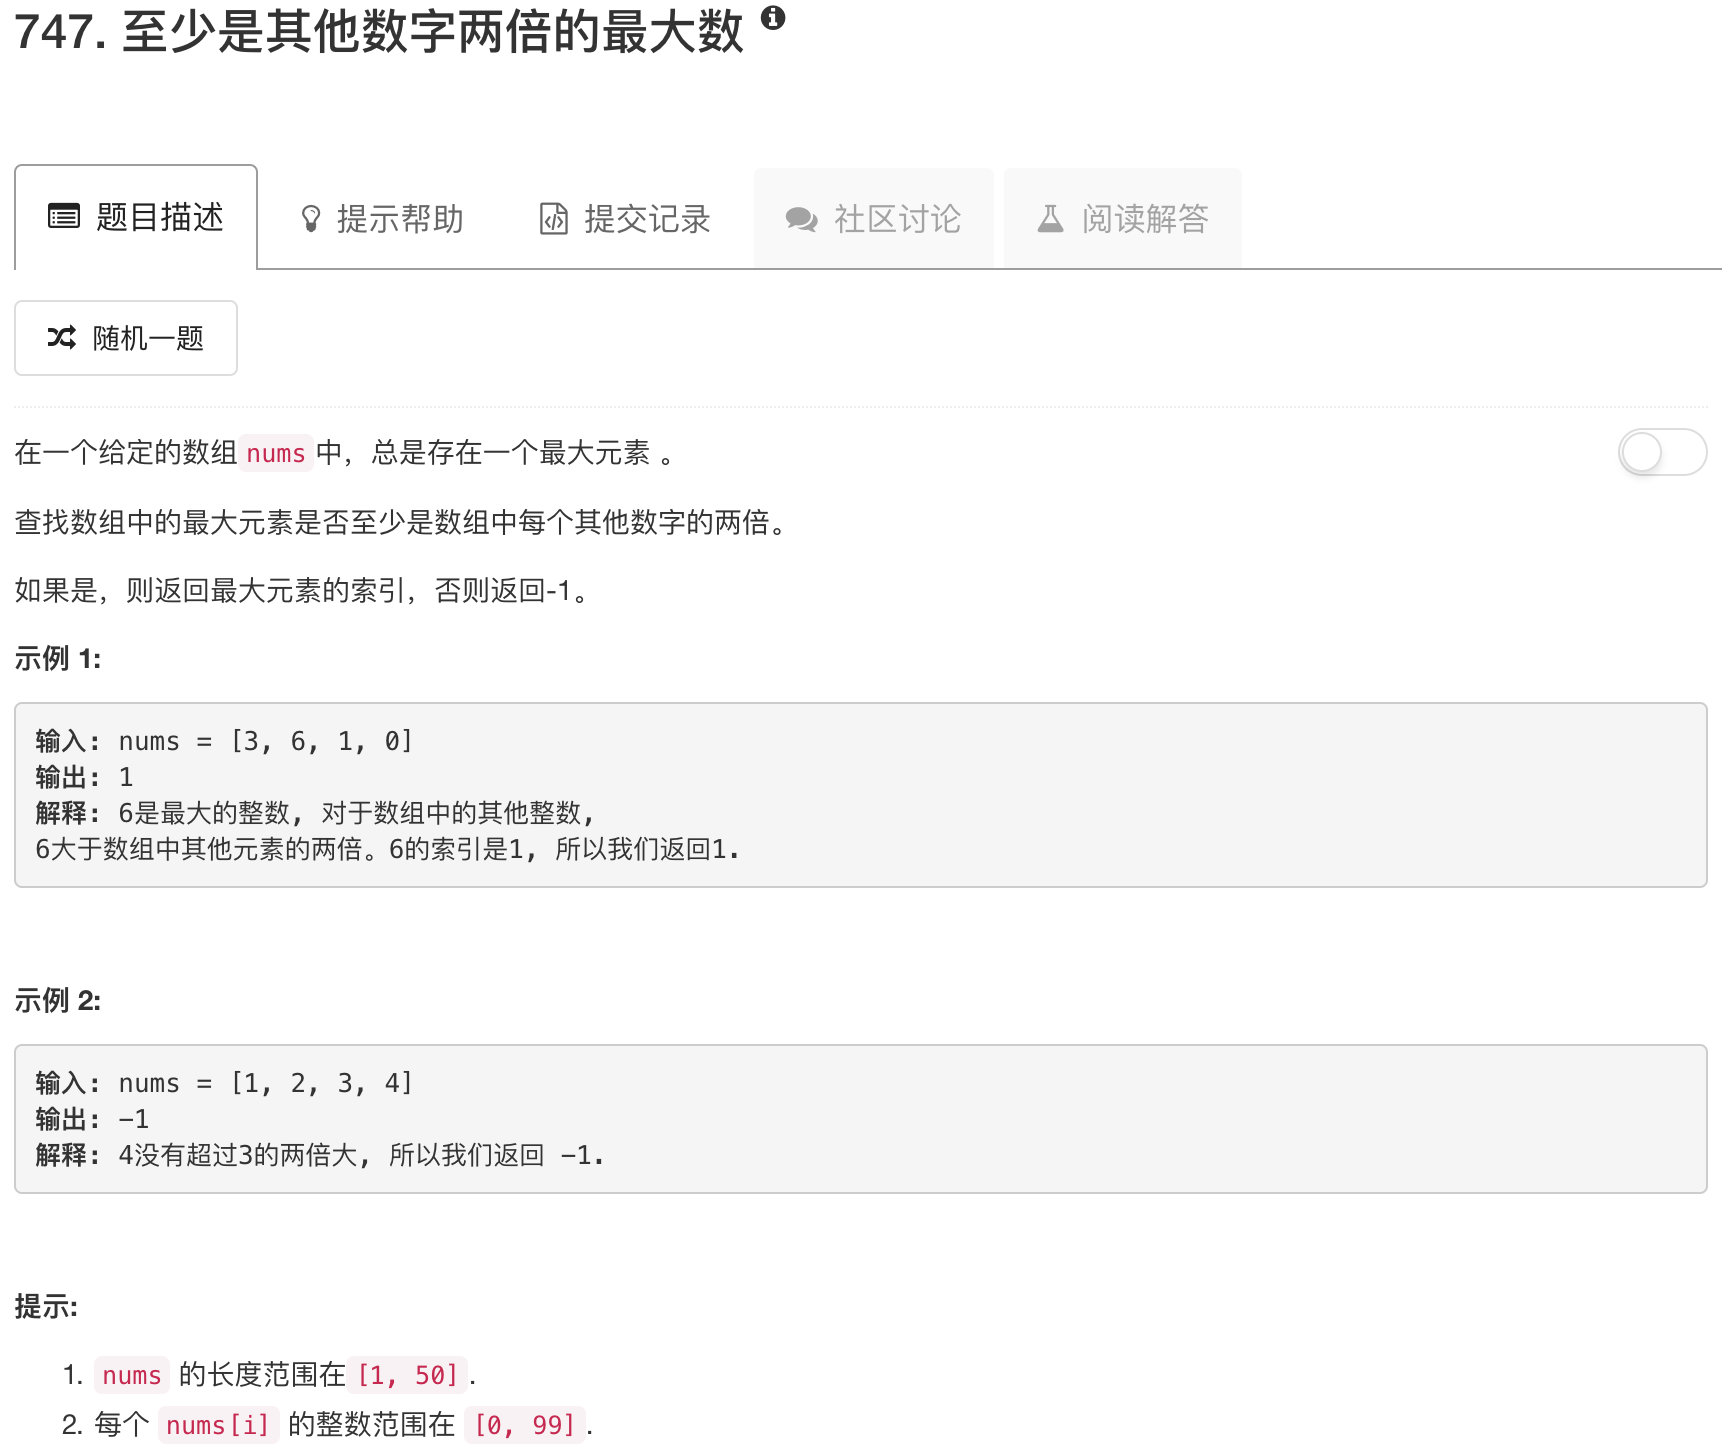 747. 至少是其他数字两倍的最大数
题目描述 提示帮助 提交记录 社区讨论 阅读解答
随机一题
在一个给定的数组nums中，总是存在一个最大元素 。
查找数组中的最大元素是否至少是数组中每个其他数字的两倍。
如果是，则返回最大元素的索引，否则返回-1。
示例 1:
输入: nums = [3, 6, 1, 0]
输出: 1
解释: 6是最大的整数, 对于数组中的其他整数,
6大于数组中其他元素的两倍。6的索引是1, 所以我们返回1.
示例 2:
输入: nums = [1, 2, 3, 4]
输出: -1
解释: 4没有超过3的两倍大, 所以我们返回 -1.
提示:
1. nums 的长度范围在[1, 50].
2. 每个 nums[i] 的整数范围在 [0, 99].